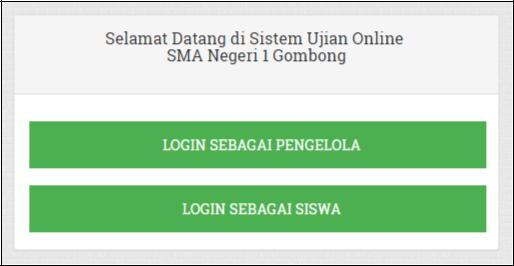 Selamat Datang di Sistem Ujian Online
SMA Negeri 1 Gombong
LOGIN SEBAGAI PENGELOLA
LOGIN SEBAGAI SISWA